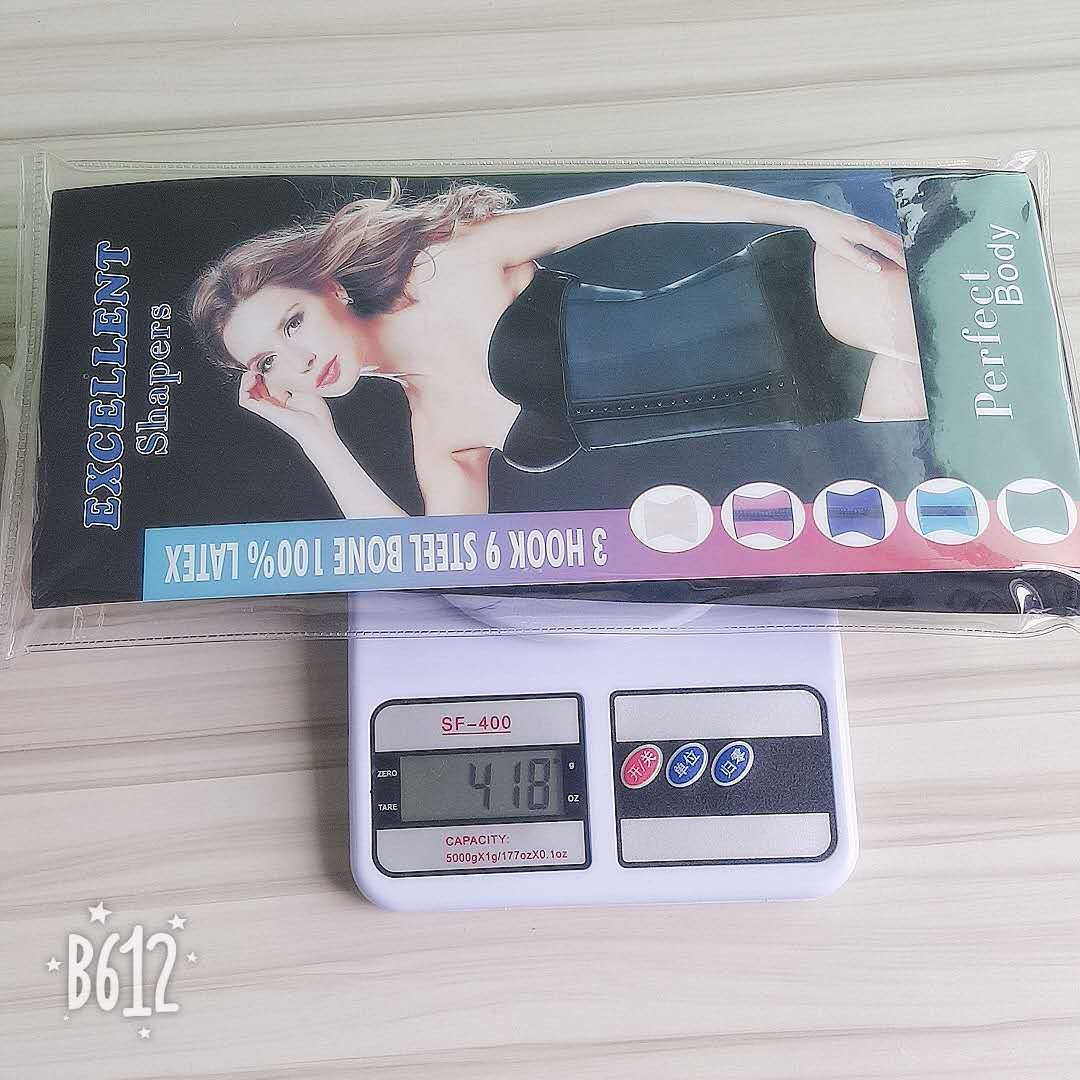 EXCELLENT
Shapers
Perfect
Body
3 HOOK 9 STEEL BONE 100% LATEX
SF-400
ZERO
TARE
418
g
OZ
CAPACITY:
5000gX1g/177ozX0.1oz
开/关
单位
归零
B612